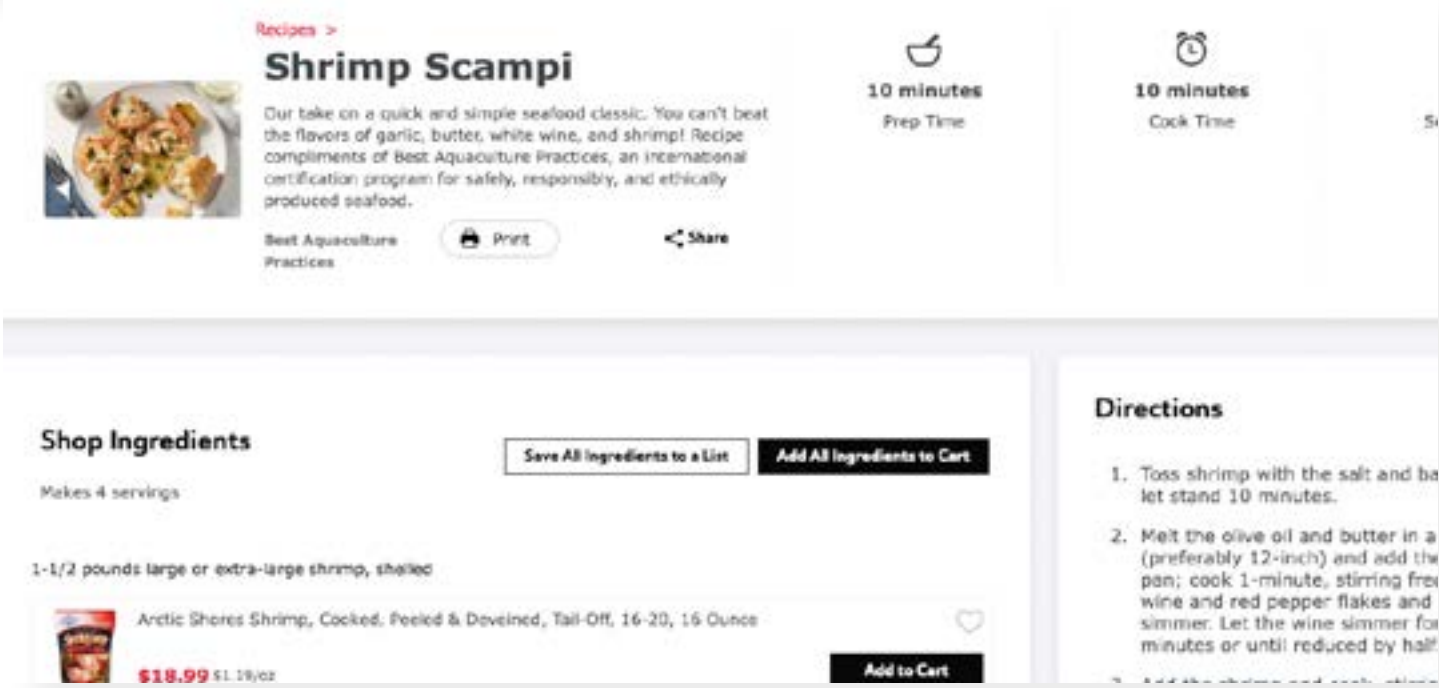 Recipes >
Shrimp Scampi
Our take on a quick and simple seafood classic. You can't beat
the flavors of garlic, butter, white wine, and shrimp! Recipe
compliments of Best Aquaculture Practices, an international
certification program for safely, responsibly, and ethically
produced seafood.
Best Aquaculture
Practices
Print
Share
10 minutes
Prep Time
10 minutes
Cook Time
Shop Ingredients
Save All Ingredients to a List
Add All Ingredients to Cart
Makes 4 servings
1-1/2 pounds large or extra-large shrimp, shelled
Arctic Shores Shrimp, Cooked, Peeled & Deveined, Tail-Off, 16-20, 16 Ounce
$18.99 $1.19/oz
Add to Cart
Directions
1. Toss shrimp with the salt and ba
let stand 10 minutes.
2. Melt the olive oil and butter in a
(preferably 12-inch) and add the
pan; cook 1-minute, stirring fre
wine and red pepper flakes and
simmer. Let the wine simmer for
minutes or until reduced by half